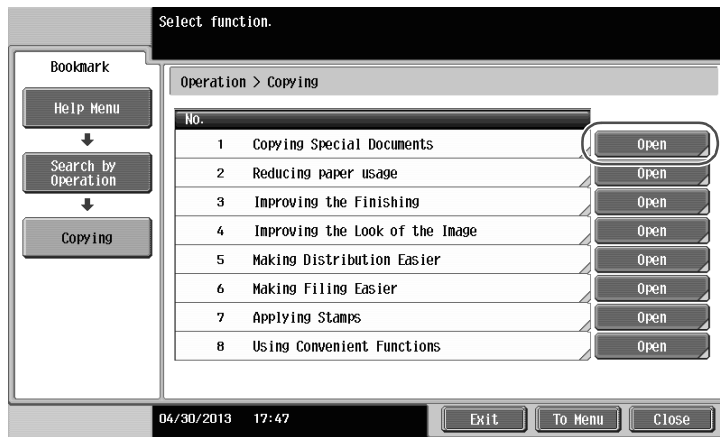 Select function.
Bookmark
Operation > Copying
Help Menu
Search by
Operation
Copying
No.
1 Copying Special Documents Open
2 Reducing paper usage Open
3 Improving the Finishing Open
4 Improving the Look of the Image Open
5 Making Distribution Easier Open
6 Making Filing Easier Open
7 Applying Stamps Open
8 Using Convenient Functions Open
04/30/2013 17:47 Exit To Menu Close